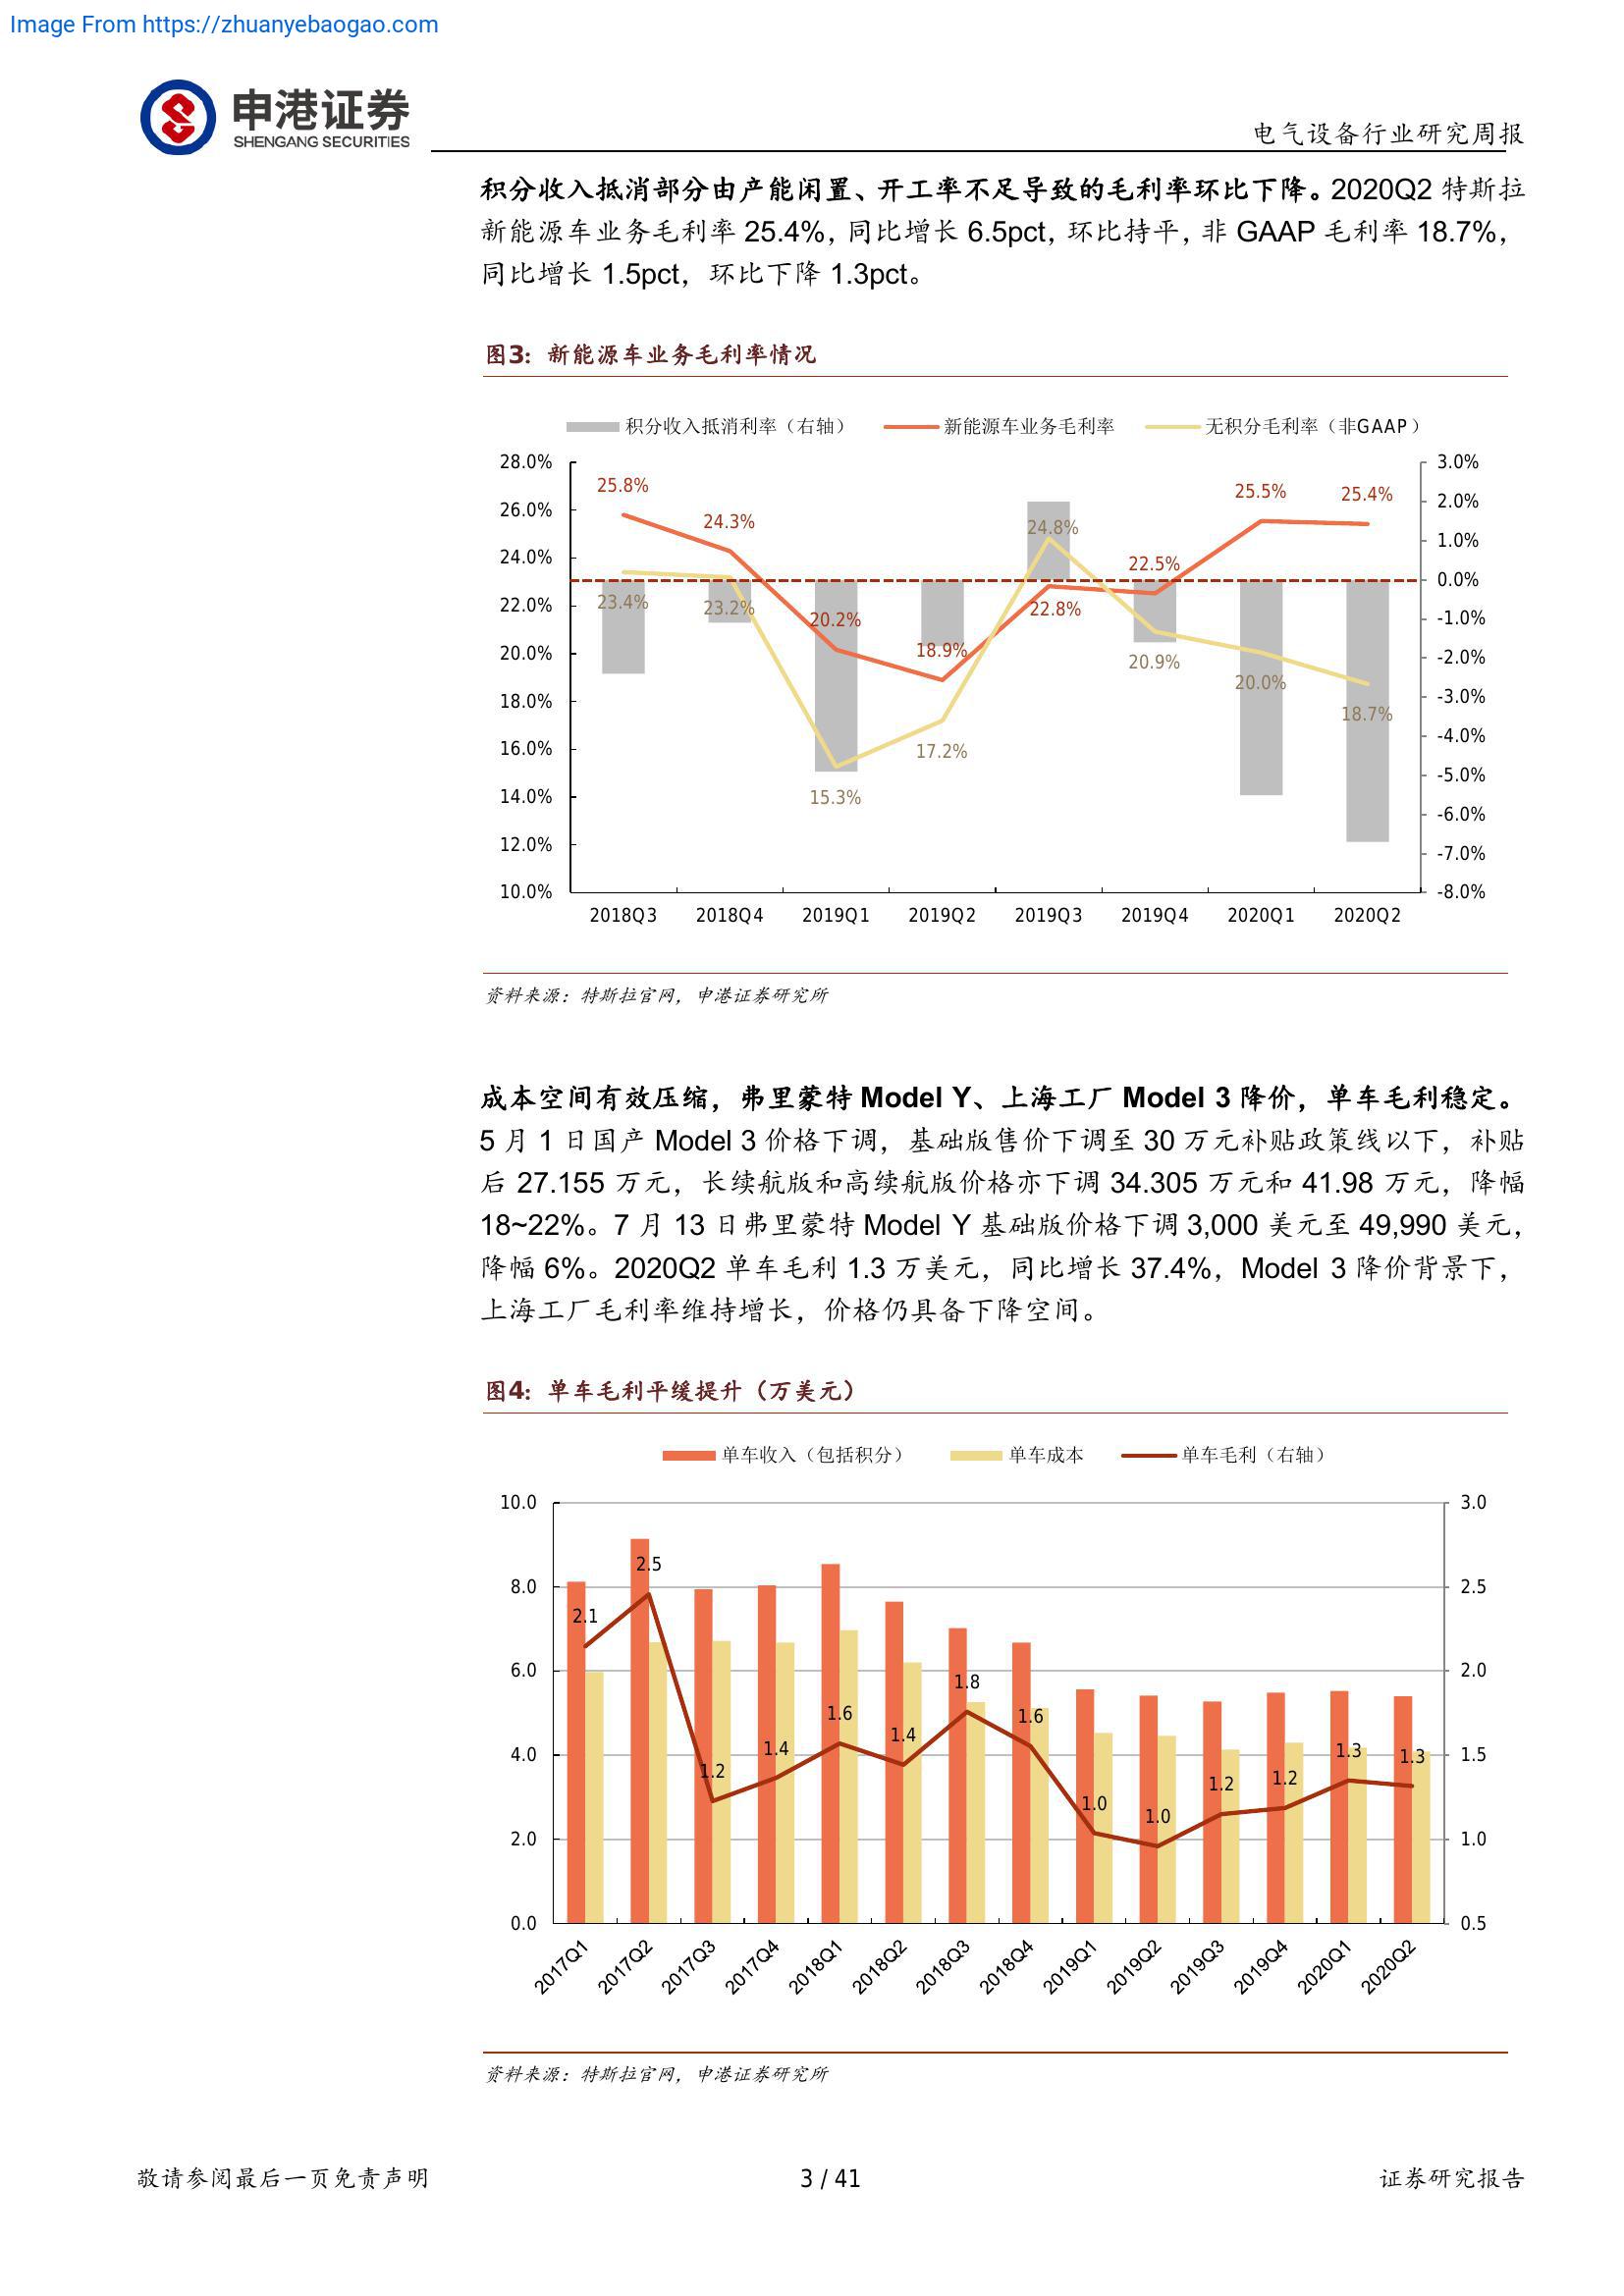 Image From https://zhuanyebaogao.com
申港证券
SHENGANG SECURITIES
电气设备行业研究周报
积分收入抵消部分由产能闲置、开工率不足导致的毛利率环比下降。2020Q2 特斯拉
新能源车业务毛利率 25.4%,同比增长 6.5pct,环比持平,非 GAAP 毛利率 18.7%,
同比增长 1.5pct，环比下降 1.3pct。
图3：新能源车业务毛利率情况
积分收入抵消利率（右轴） 新能源车业务毛利率 无积分毛利率（非GAAP）
28.0% 3.0%
25.8% 25.5% 25.4%
26.0% 24.3% 24.8% 2.0%
24.0% 22.5% 1.0%
0.0%
22.0% 23.4% 23.2% 20.2% 22.8% -1.0%
20.0% 18.9% 20.9% -2.0%
18.0% 20.0% -3.0%
18.7%
16.0% 17.2% -4.0%
-5.0%
14.0% 15.3%
-6.0%
12.0% -7.0%
10.0% -8.0%
2018Q3 2018Q4 2019Q1 2019Q2 2019Q3 2019Q4 2020Q1 2020Q2
资料来源：特斯拉官网，申港证券研究所
成本空间有效压缩，弗里蒙特 Model Y、上海工厂 Model 3 降价，单车毛利稳定。
5 月 1 日国产 Model 3 价格下调，基础版售价下调至 30 万元补贴政策线以下，补贴
后 27.155 万元，长续航版和高续航版价格亦下调 34.305 万元和 41.98 万元，降幅
18~22%。7 月 13 日弗里蒙特 Model Y 基础版价格下调 3,000 美元至 49,990 美元,
降幅 6%。2020Q2 单车毛利 1.3 万美元，同比增长 37.4%，Model 3 降价背景下，
上海工厂毛利率维持增长，价格仍具备下降空间。
图4：单车毛利平缓提升（万美元）
单车收入（包括积分） 单车成本 单车毛利（右轴）
10.0 3.0
2.5
8.0 2.5
2.1
6.0 2.0
1.8
1.6 1.6
1.4 1.4
4.0 1.3 1.3 1.5
1.2 1.2 1.2
1.0 1.0
2.0 1.0
0.0 0.5
2017Q1 2017Q2 2017Q3 2017Q4 2018Q1 2018Q2 2018Q3 2018Q4 2019Q1 2019Q2 2019Q3 2019Q4 2020Q1 2020Q2
资料来源：特斯拉官网，申港证券研究所
敬请参阅最后一页免责声明 3 / 41 证券研究报告